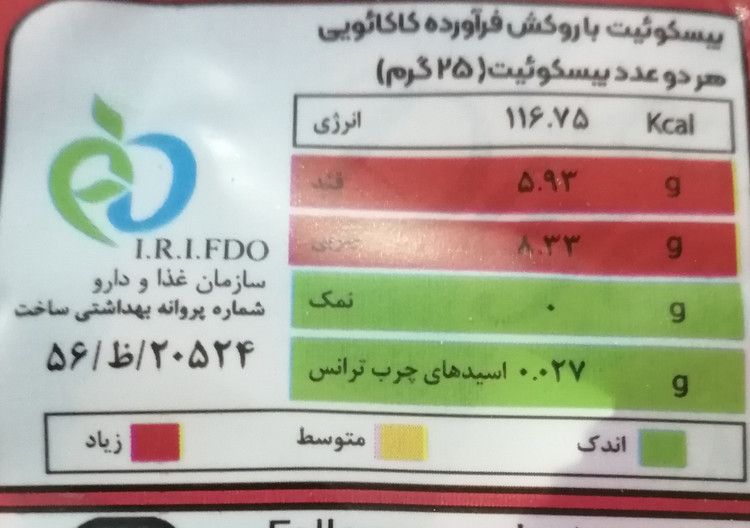 بیسکوئیت با روکش فرآورده کاکائویی
هر دو عدد بیسکوئیت (۲۵ گرم)
انرژی ۱۱۶.۷۵ Kcal
قند ۵.۹۳ g
چربی ۸.۳۳ g
نمک ۰ g
اسیدهای چرب ترانس ۰.۰۲۷ g
I.R.I.FDO
سازمان غذا و دارو
شماره پروانه بهداشتی ساخت
۵۶/ظ/۲۰۵۲۴
اندک متوسط زیاد